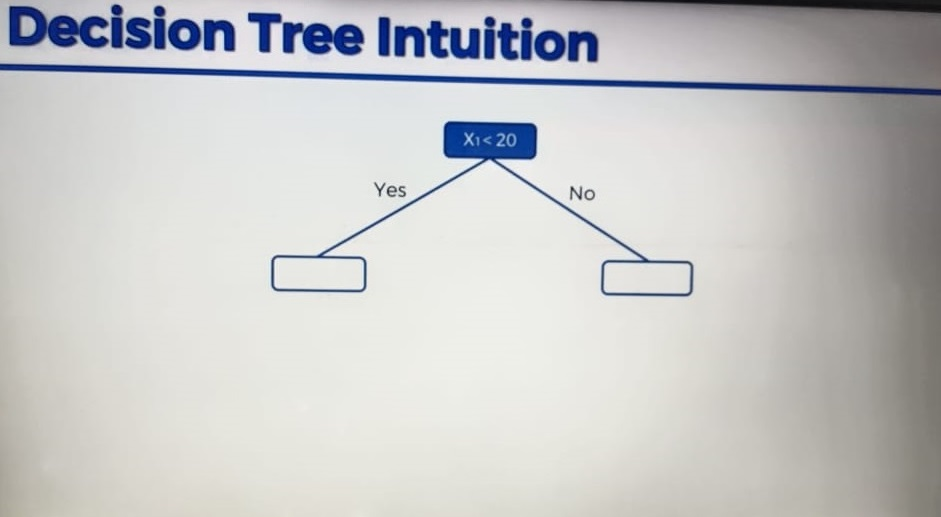 Decision Tree Intuition
X1< 20
Yes
No